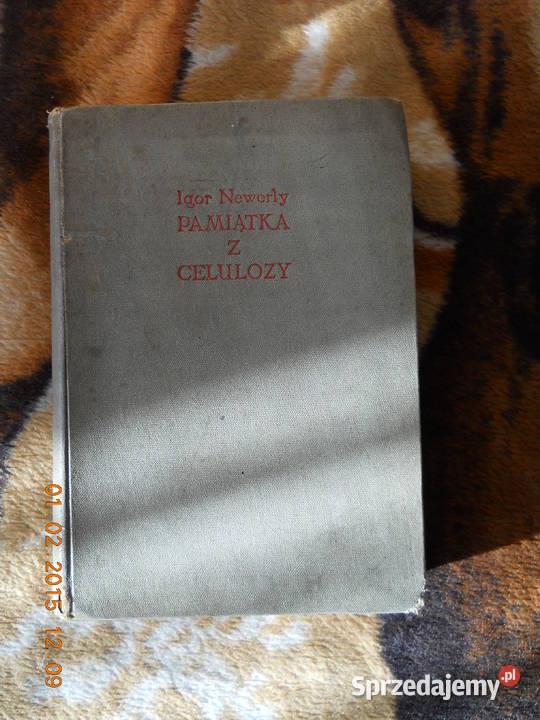 Igor Newerly
PAMIĄTKA
Z
CELULOZY
01.02.2015 12:09
Sprzedajemy.pl